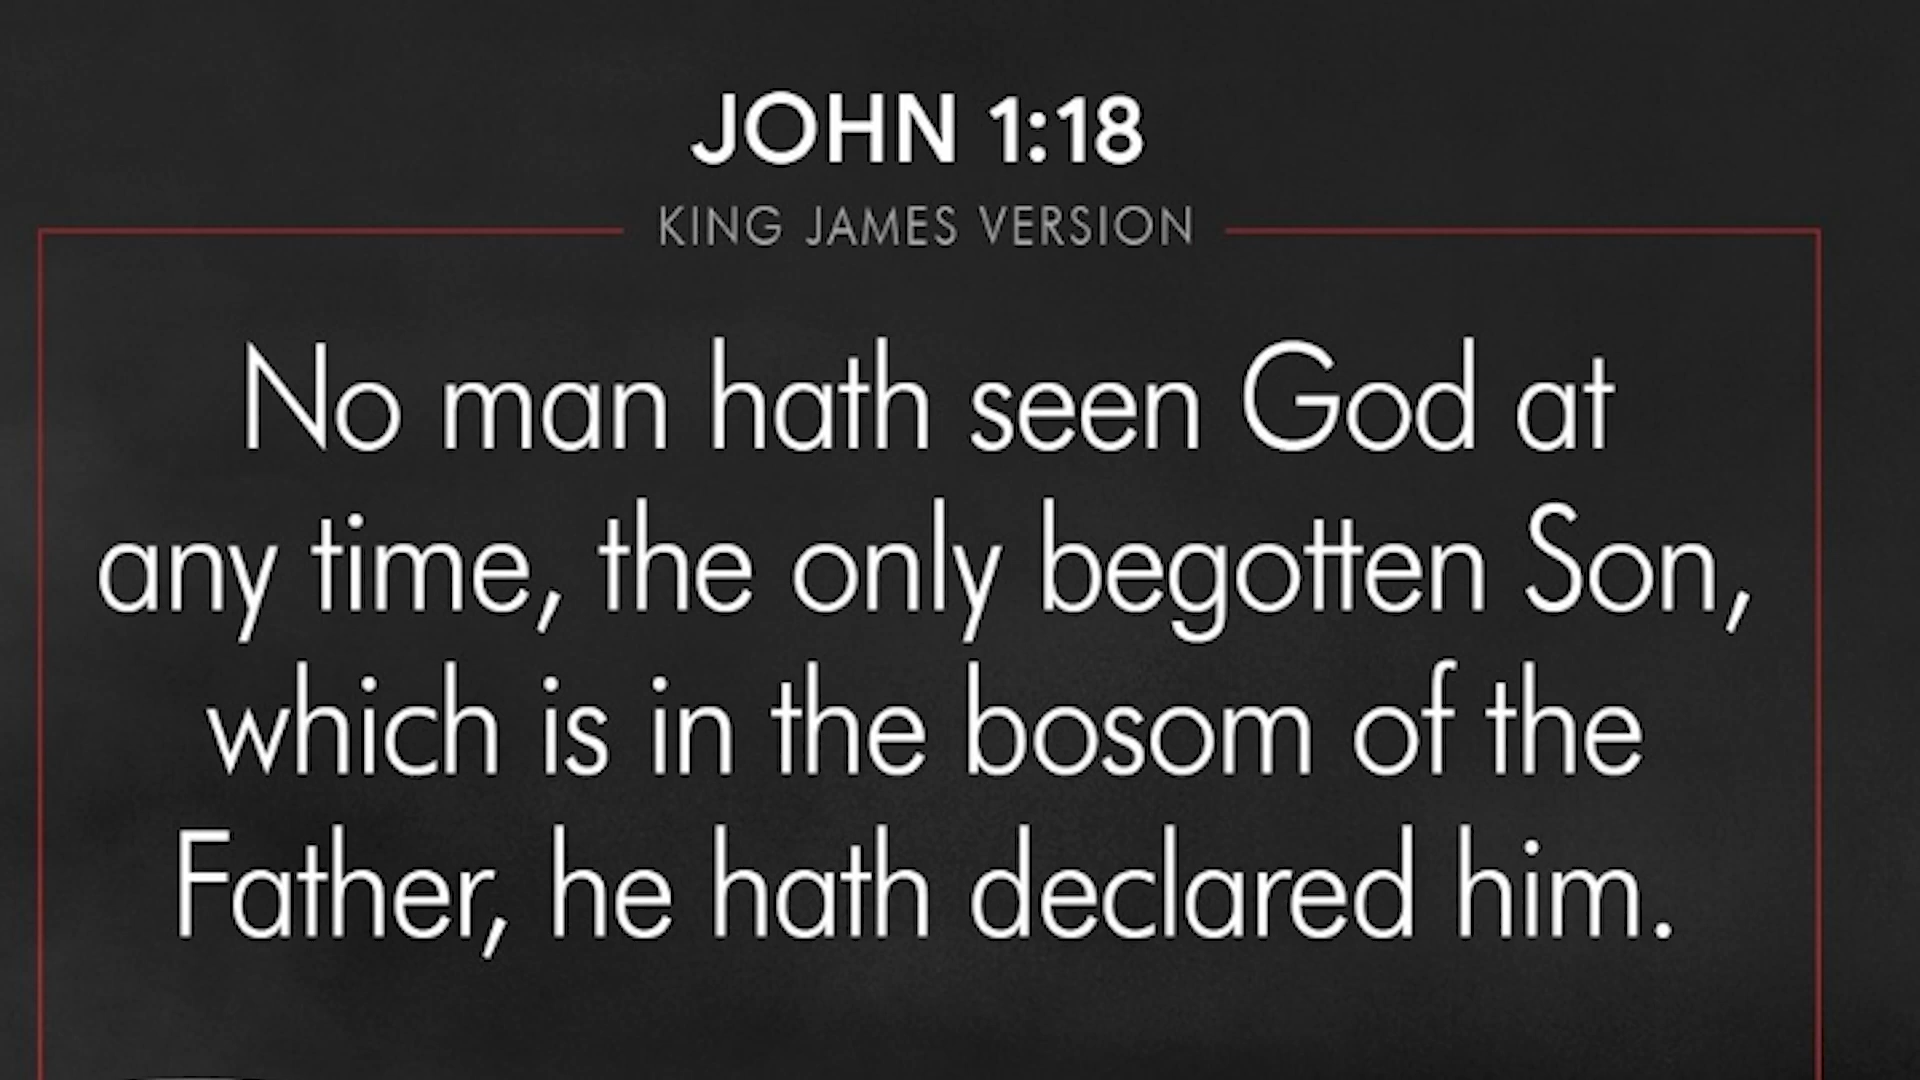 JOHN 1:18
KING JAMES VERSION
No man hath seen God at
any time, the only begotten Son,
which is in the bosom of the
Father, he hath declared him.